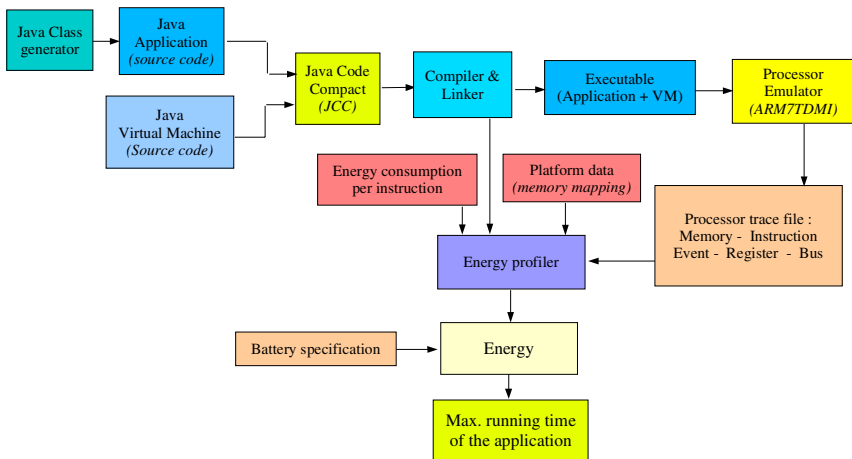 Java Class
generator
Java
Application
(source code)
Java
Virtual Machine
(Source code)
Java Code
Compact
(JCC)
Compiler &
Linker
Executable
(Application + VM)
Processor
Emulator
(ARM7TDMI)
Energy consumption
per instruction
Platform data
(memory mapping)
Processor trace file :
Memory - Instruction
Event - Register - Bus
Energy profiler
Battery specification
Energy
Max. running time
of the application